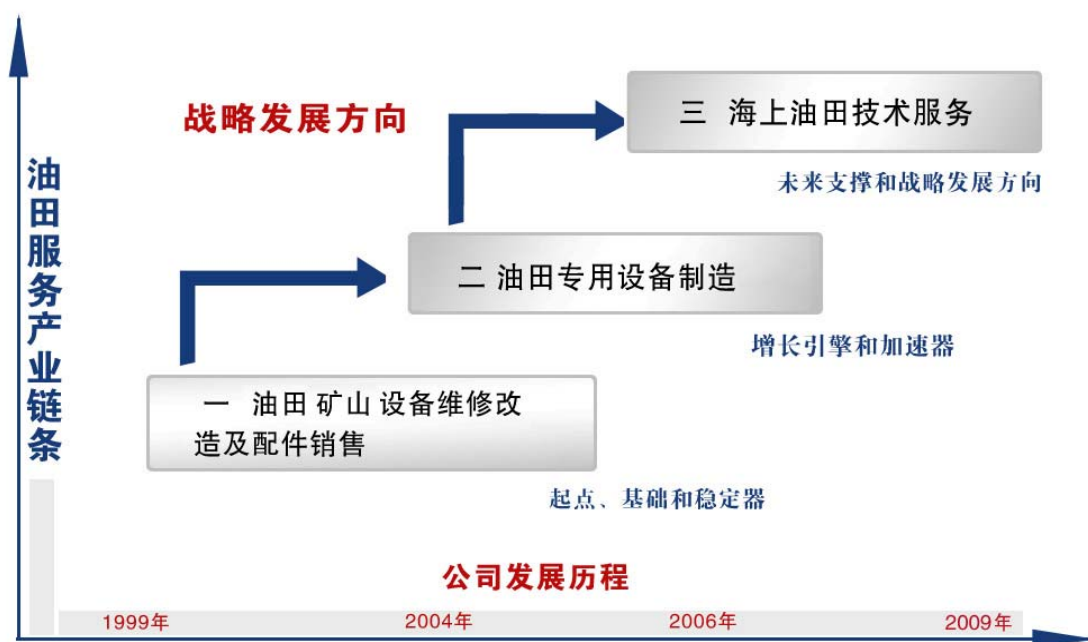 战略发展方向
三 海上油田技术服务
未来支撑和战略发展方向
油田服务产业链条
二 油田专用设备制造
增长引擎和加速器
一 油田 矿山 设备维修改
造及配件销售
起点、基础和稳定器
公司发展历程
1999年 2004年 2006年 2009年